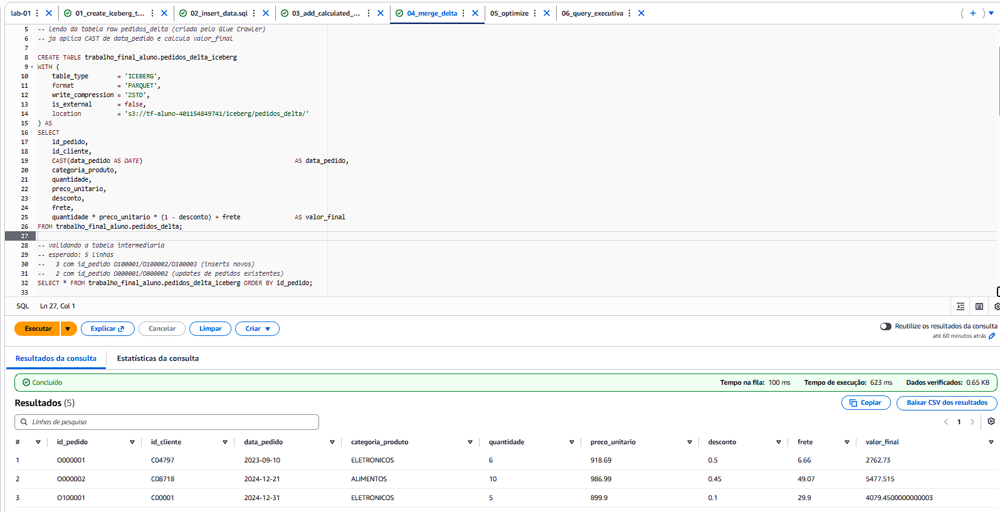 lab-01
01_create_iceberg_t...
02_insert_data.sql
03_add_calculated_...
04_merge_delta
05_optimize
06_query_executiva
5 -- lendo da tabela raw pedidos_delta (criada pelo Glue Crawler)
6 -- ja aplica CAST de data_pedido e calcula valor_final
7
8 CREATE TABLE trabalho_final_aluno.pedidos_delta_iceberg
9 WITH (
10 table_type = 'ICEBERG',
11 format = 'PARQUET',
12 write_compression = 'ZSTD',
13 is_external = false,
14 location = 's3://tf-aluno-401154849741/iceberg/pedidos_delta/'
15 ) AS
16 SELECT
17 id_pedido,
18 id_cliente,
19 CAST(data_pedido AS DATE) AS data_pedido,
20 categoria_produto,
21 quantidade,
22 preco_unitario,
23 desconto,
24 frete,
25 quantidade * preco_unitario * (1 - desconto) + frete AS valor_final
26 FROM trabalho_final_aluno.pedidos_delta;
27
28 -- validando a tabela intermediaria
29 -- esperado: 5 linhas
30 -- 3 com id_pedido O100001/O100002/O100003 (inserts novos)
31 -- 2 com id_pedido O000001/O000002 (updates de pedidos existentes)
32 SELECT * FROM trabalho_final_aluno.pedidos_delta_iceberg ORDER BY id_pedido;
33
SQL Ln 27, Col 1
Executar Explicar Cancelar Limpar Criar
Reutilize os resultados da consulta
até 60 minutos atrás
Resultados da consulta Estatísticas da consulta
Concluído Tempo na fila: 100 ms Tempo de execução: 623 ms Dados verificados: 0.65 KB
Resultados (5) Copiar Baixar CSV dos resultados
Linhas de pesquisa 1
# id_pedido id_cliente data_pedido categoria_produto quantidade preco_unitario desconto frete valor_final
1 O000001 C04797 2023-09-10 ELETRONICOS 6 918.69 0.5 6.66 2762.73
2 O000002 C08718 2024-12-21 ALIMENTOS 10 986.99 0.45 49.07 5477.515
3 O100001 C00001 2024-12-31 ELETRONICOS 5 899.9 0.1 29.9 4079.4500000000003